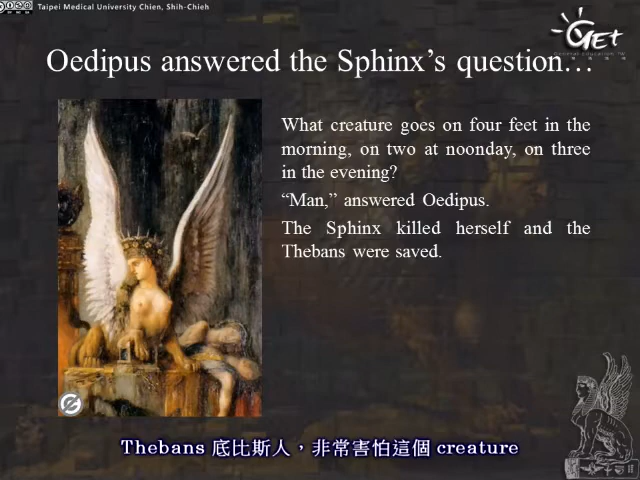 Taipei Medical University Chien, Shih-Chieh
GET
Oedipus answered the Sphinx’s question…
What creature goes on four feet in the
morning, on two at noonday, on three
in the evening?
“Man,” answered Oedipus.
The Sphinx killed herself and the
Thebans were saved.
Thebans 底比斯人，非常害怕這個 creature